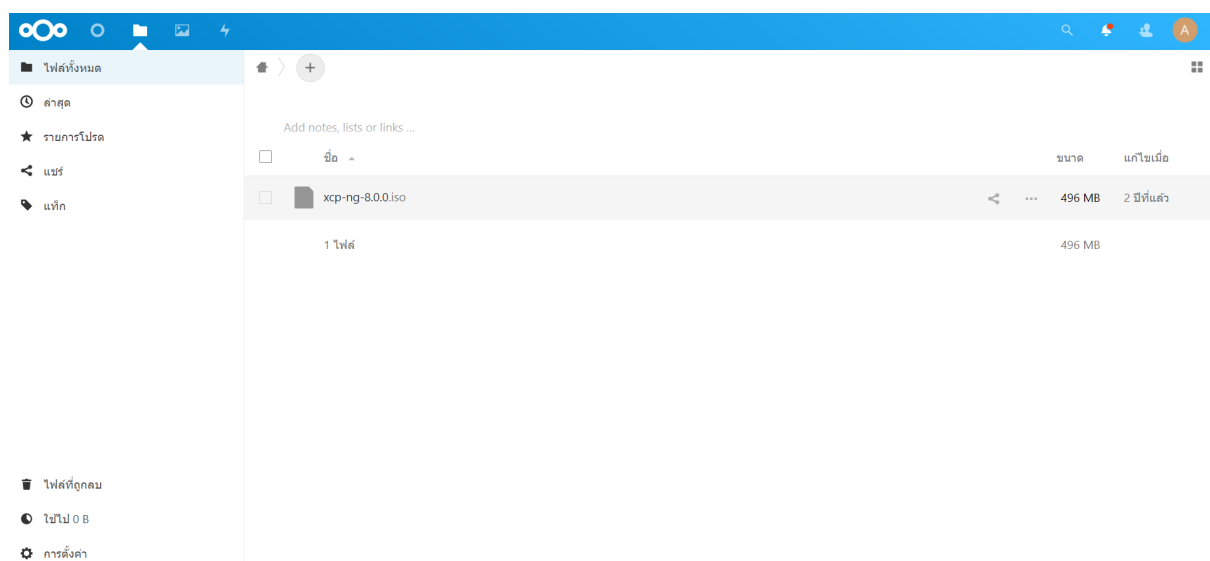 A
ไฟล์ทั้งหมด
ล่าสุด
รายการโปรด
แชร์
แท็ก
ไฟล์ที่ถูกลบ
ใช้ไป 0 B
การตั้งค่า
Add notes, lists or links ...
ชื่อ ขนาด แก้ไขเมื่อ
xcp-ng-8.0.0.iso 496 MB 2 ปีที่แล้ว
1 ไฟล์ 496 MB